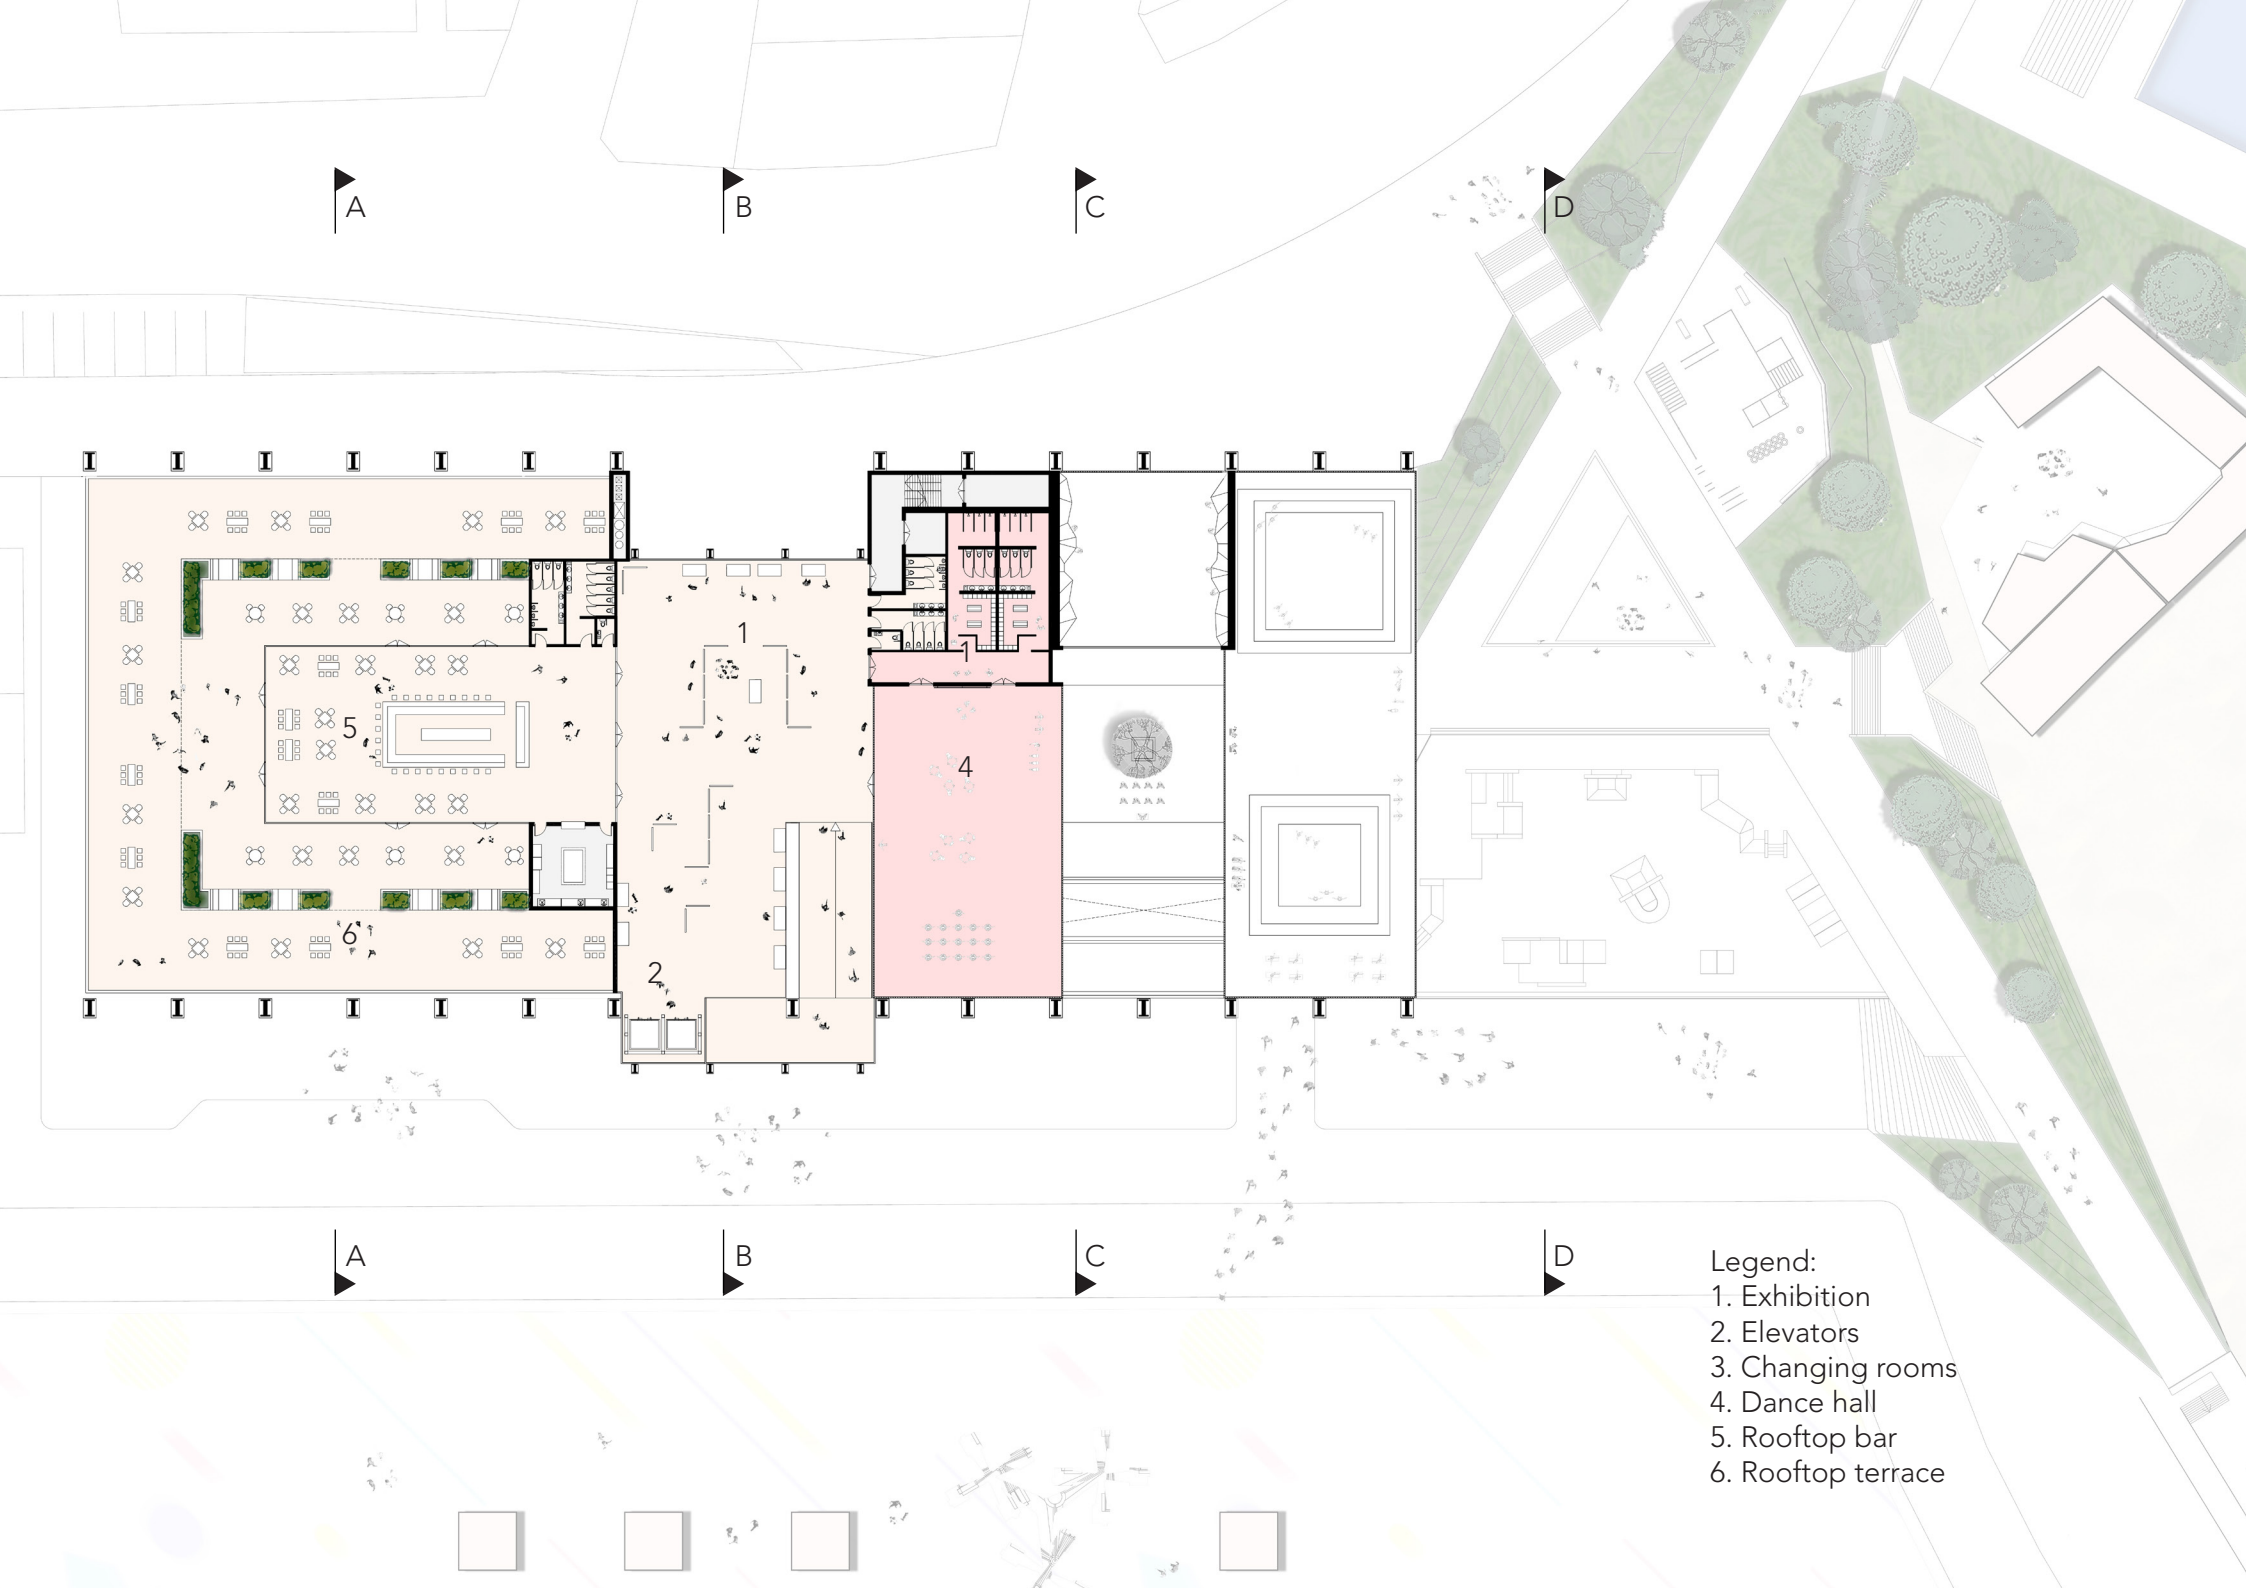 A
B
C
D
1
1
5
4
6
2
A
B
C
D
Legend:
1. Exhibition
2. Elevators
3. Changing rooms
4. Dance hall
5. Rooftop bar
6. Rooftop terrace